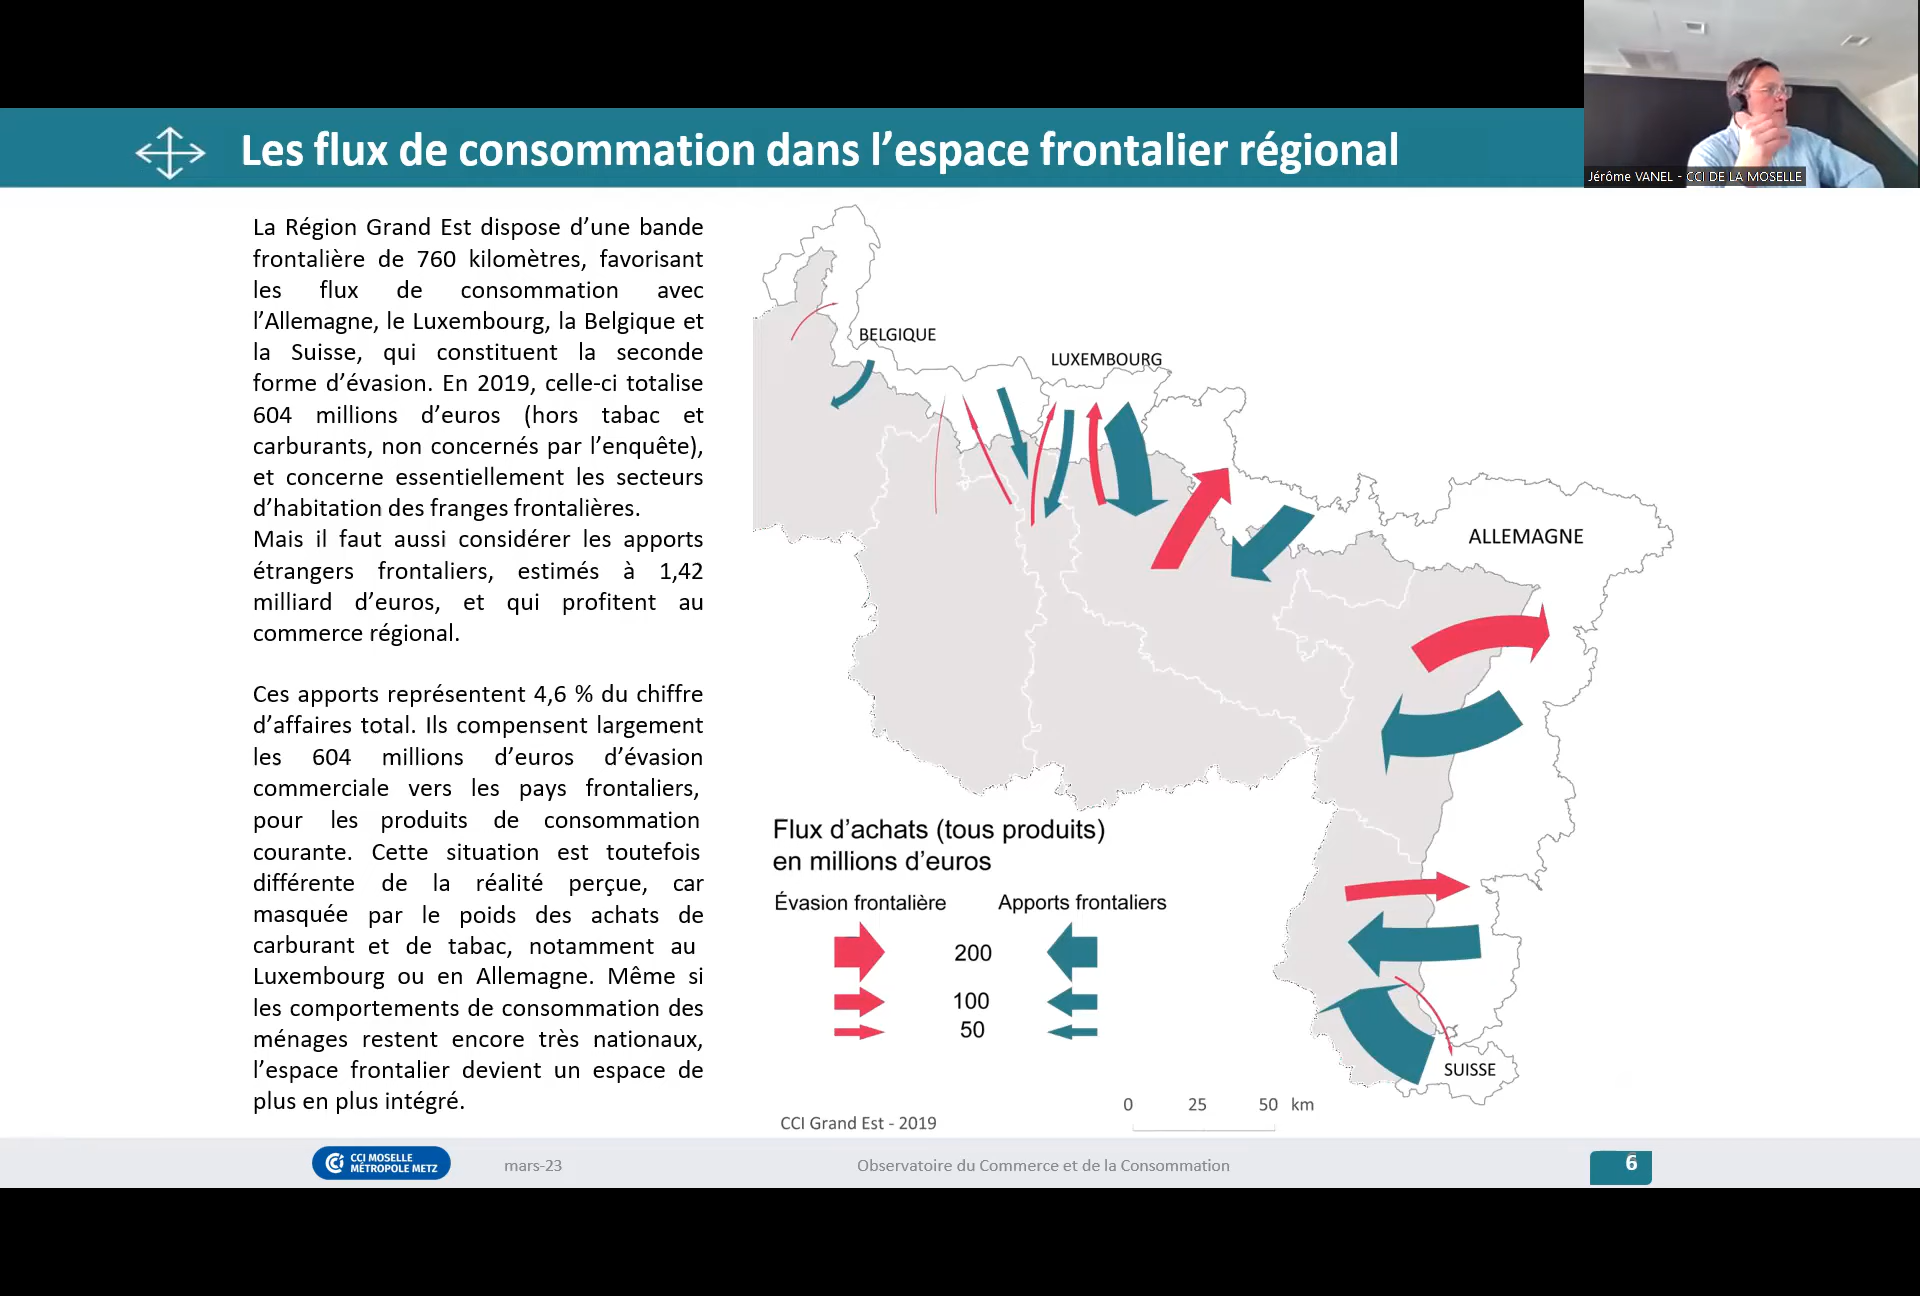 Jérôme VANEL - CCI DE LA MOSELLE
Les flux de consommation dans l’espace frontalier régional
La Région Grand Est dispose d’une bande
frontalière de 760 kilomètres, favorisant
les flux de consommation avec
l’Allemagne, le Luxembourg, la Belgique et
la Suisse, qui constituent la seconde
forme d’évasion. En 2019, celle-ci totalise
604 millions d’euros (hors tabac et
carburants, non concernés par l’enquête),
et concerne essentiellement les secteurs
d’habitation des franges frontalières.
Mais il faut aussi considérer les apports
étrangers frontaliers, estimés à 1,42
milliard d’euros, et qui profitent au
commerce régional.
Ces apports représentent 4,6 % du chiffre
d’affaires total. Ils compensent largement
les 604 millions d’euros d’évasion
commerciale vers les pays frontaliers,
pour les produits de consommation
courante. Cette situation est toutefois
différente de la réalité perçue, car
masquée par le poids des achats de
carburant et de tabac, notamment au
Luxembourg ou en Allemagne. Même si
les comportements de consommation des
ménages restent encore très nationaux,
l’espace frontalier devient un espace de
plus en plus intégré.
BELGIQUE
LUXEMBOURG
ALLEMAGNE
SUISSE
Flux d’achats (tous produits)
en millions d’euros
Évasion frontalière Apports frontaliers
200
100
50
0 25 50 km
CCI Grand Est - 2019
CCI MOSELLE
MÉTROPOLE METZ
mars-23
Observatoire du Commerce et de la Consommation
6